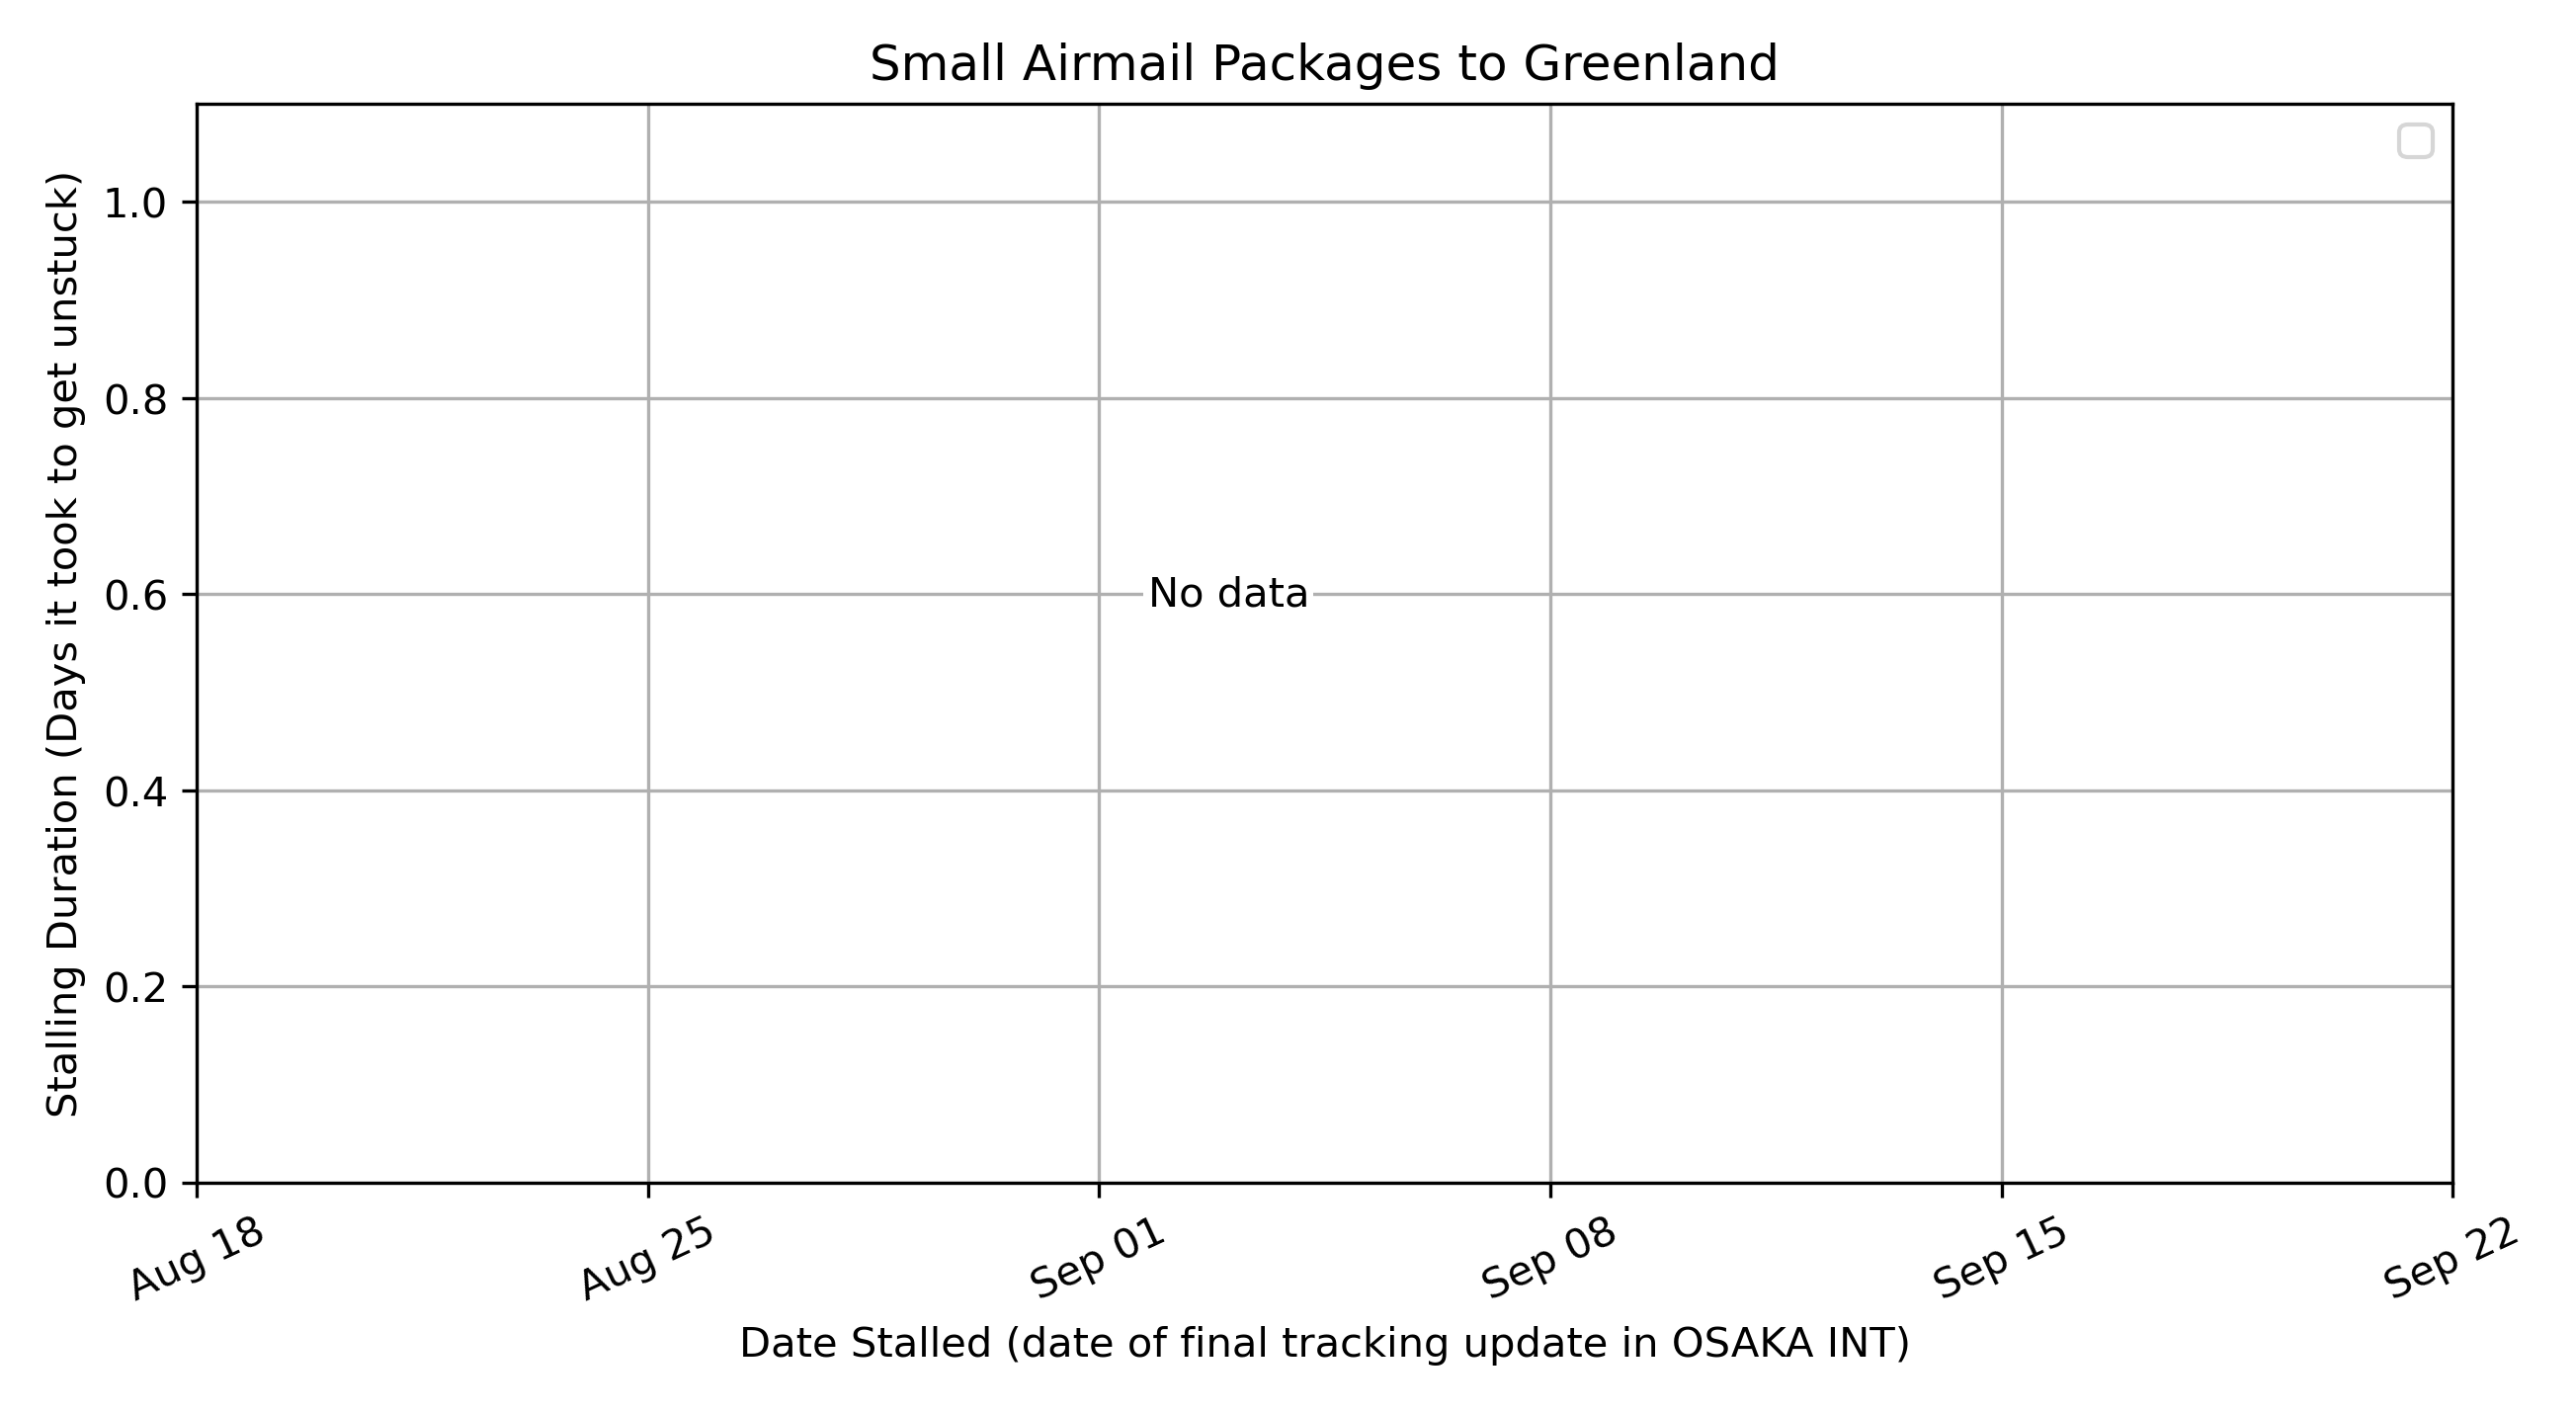 Small Airmail Packages to Greenland
Stalling Duration (Days it took to get unstuck)
1.0
0.8
0.6
0.4
0.2
0.0
No data
Aug 18
Aug 25
Sep 01
Sep 08
Sep 15
Sep 22
Date Stalled (date of final tracking update in OSAKA INT)